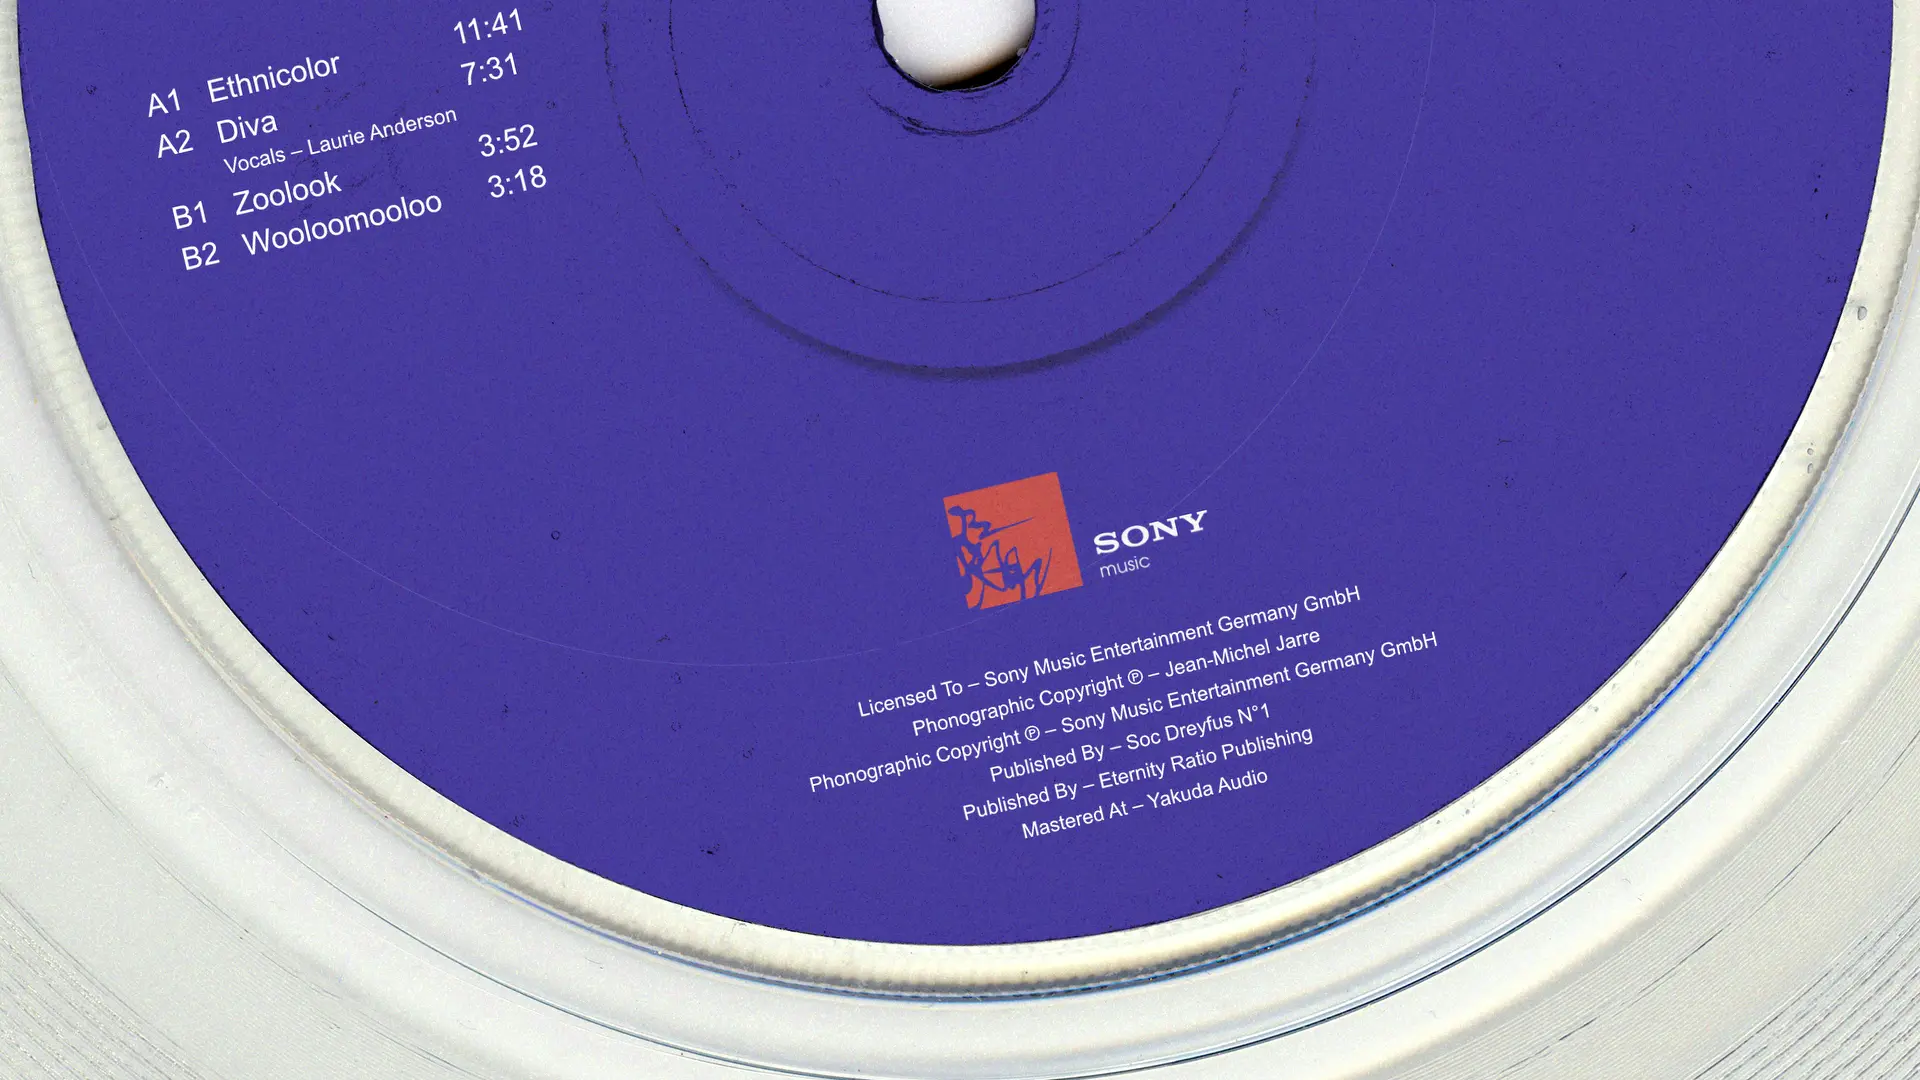 A1 Ethnicolor 11:41
A2 Diva 7:31
Vocals – Laurie Anderson
B1 Zoolook 3:52
B2 Wooloomooloo 3:18
SONY
music
Licensed To – Sony Music Entertainment Germany GmbH
Phonographic Copyright ℗ – Jean-Michel Jarre
Phonographic Copyright ℗ – Sony Music Entertainment Germany GmbH
Published By – Soc Dreyfus N°1
Published By – Eternity Ratio Publishing
Mastered At – Yakuda Audio